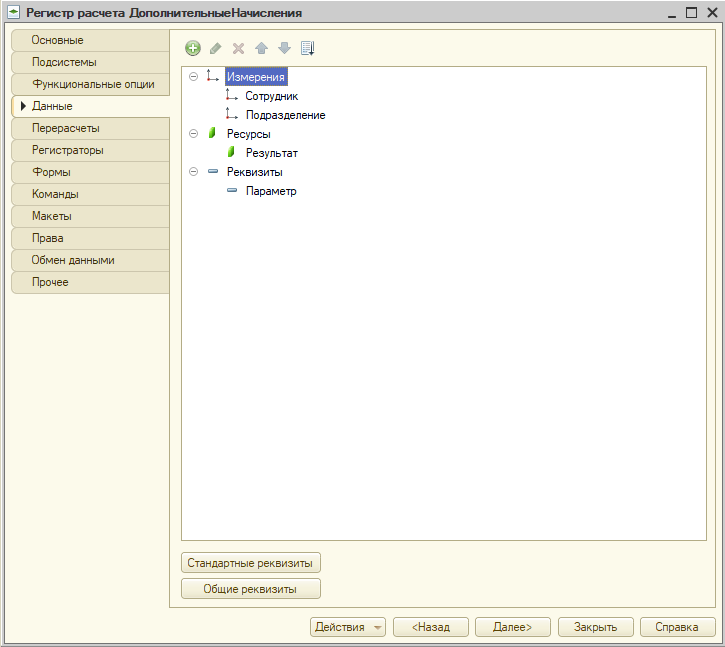 Регистр расчета ДополнительныеНачисления
Основные
Подсистемы
Функциональные опции
Данные
Перерасчеты
Регистраторы
Формы
Команды
Макеты
Права
Обмен данными
Прочее
Измерения
Сотрудник
Подразделение
Ресурсы
Результат
Реквизиты
Параметр
Стандартные реквизиты
Общие реквизиты
Действия
<Назад
Далее>
Закрыть
Справка